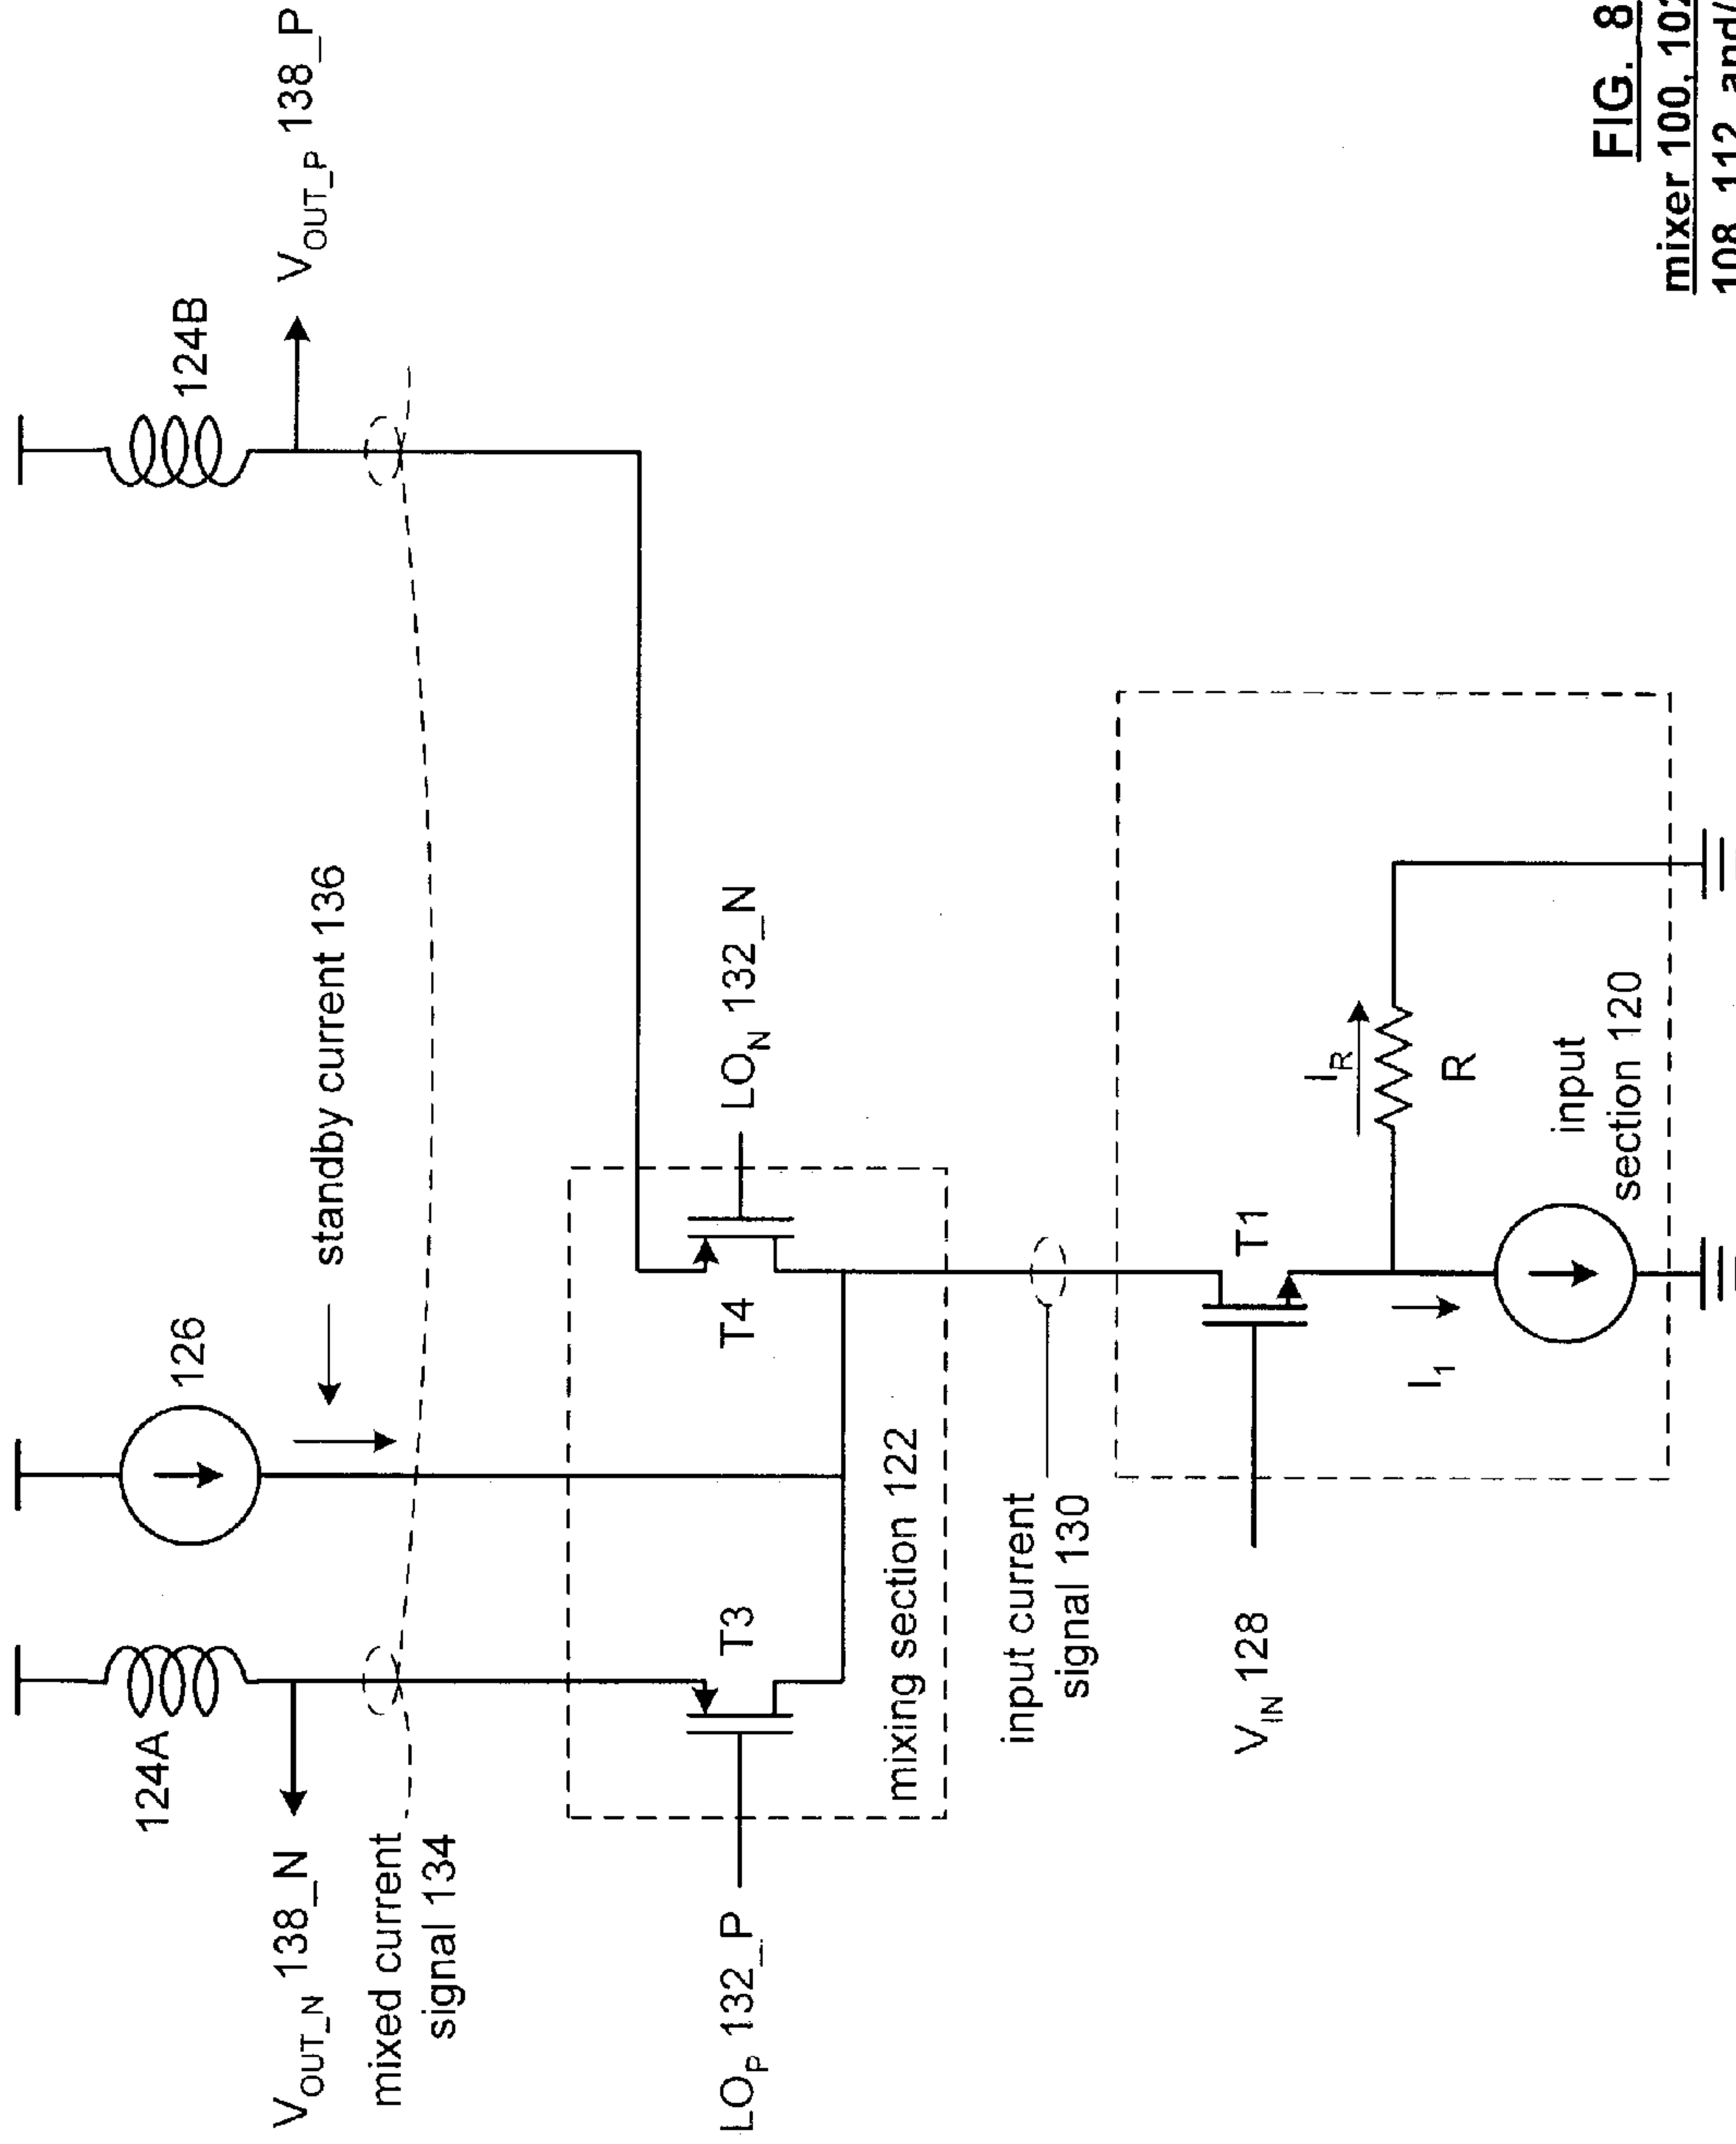 124A
126
124B
V_OUT_N 138_N
standby current 136
V_OUT_P 138_P
mixed current
signal 134
T3
T4
LO_P 132_P
LO_N 132_N
mixing section 122
input current
signal 130
V_IN 128
T1
I_R
I_1
R
input
section 120
FIG. 8
mixer 100, 102
108, 112, and/